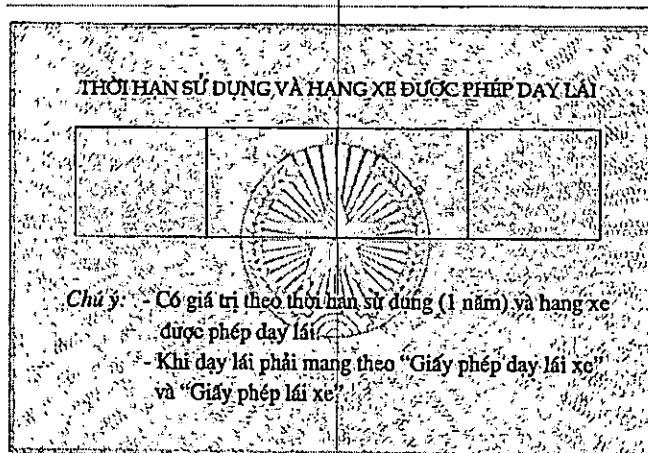 THỜI HẠN SỬ DỤNG VÀ HẠNG XE ĐƯỢC PHÉP DẠY LÁI
Chú ý: - Có giá trị theo thời hạn sử dụng (1 năm) và hạng xe
được phép dạy lái.
- Khi dạy lái phải mang theo “Giấy phép dạy lái xe”
và “Giấy phép lái xe”